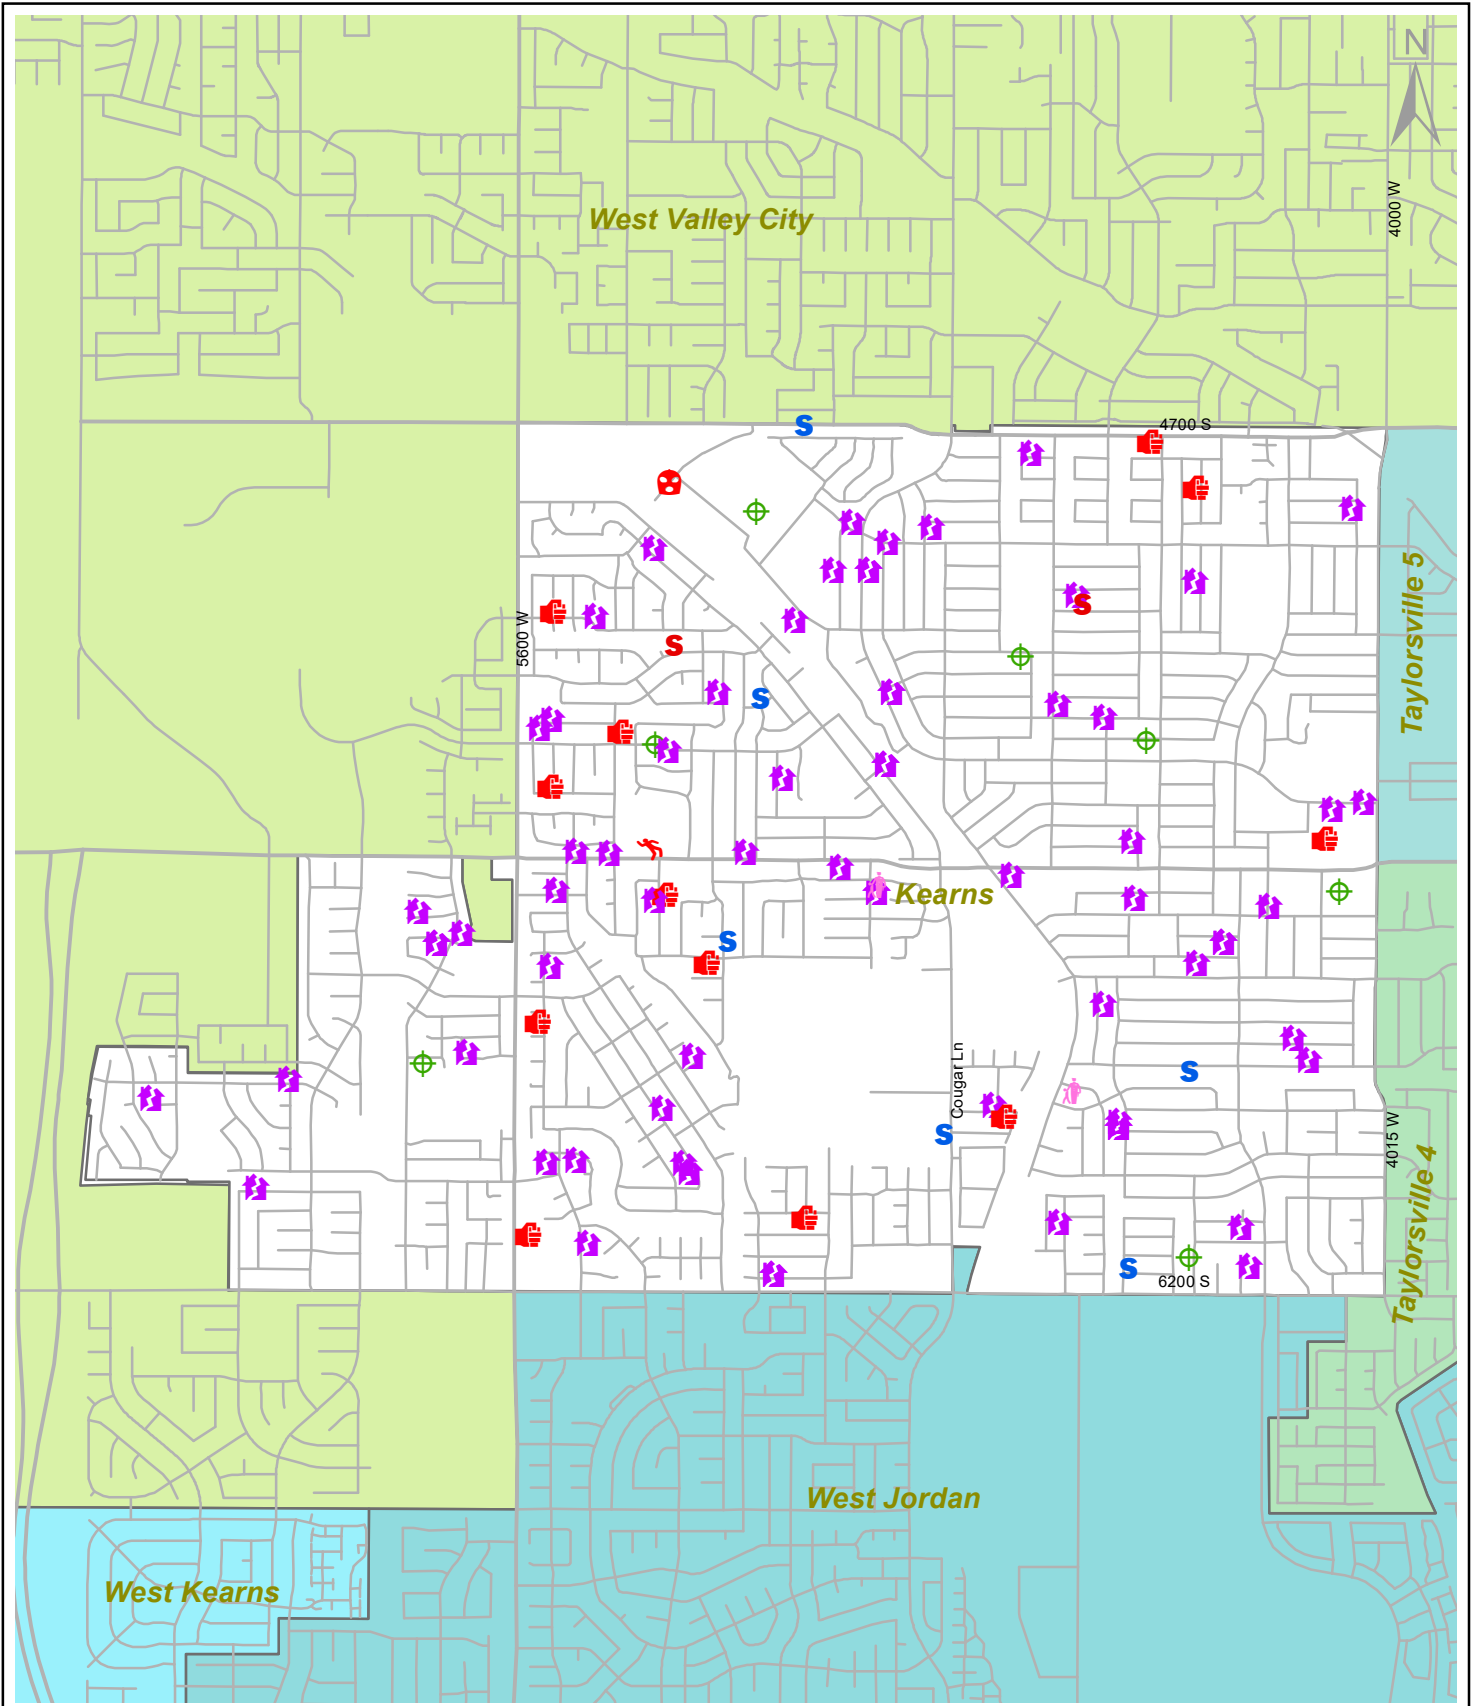 N
4000 W
West Valley City
4700 S
S
Taylorsville 5
S
5600 W
S
S
Kearns
S
Cougar Ln
S
S
4015 W
Taylorsville 4
S
6200 S
West Jordan
West Kearns